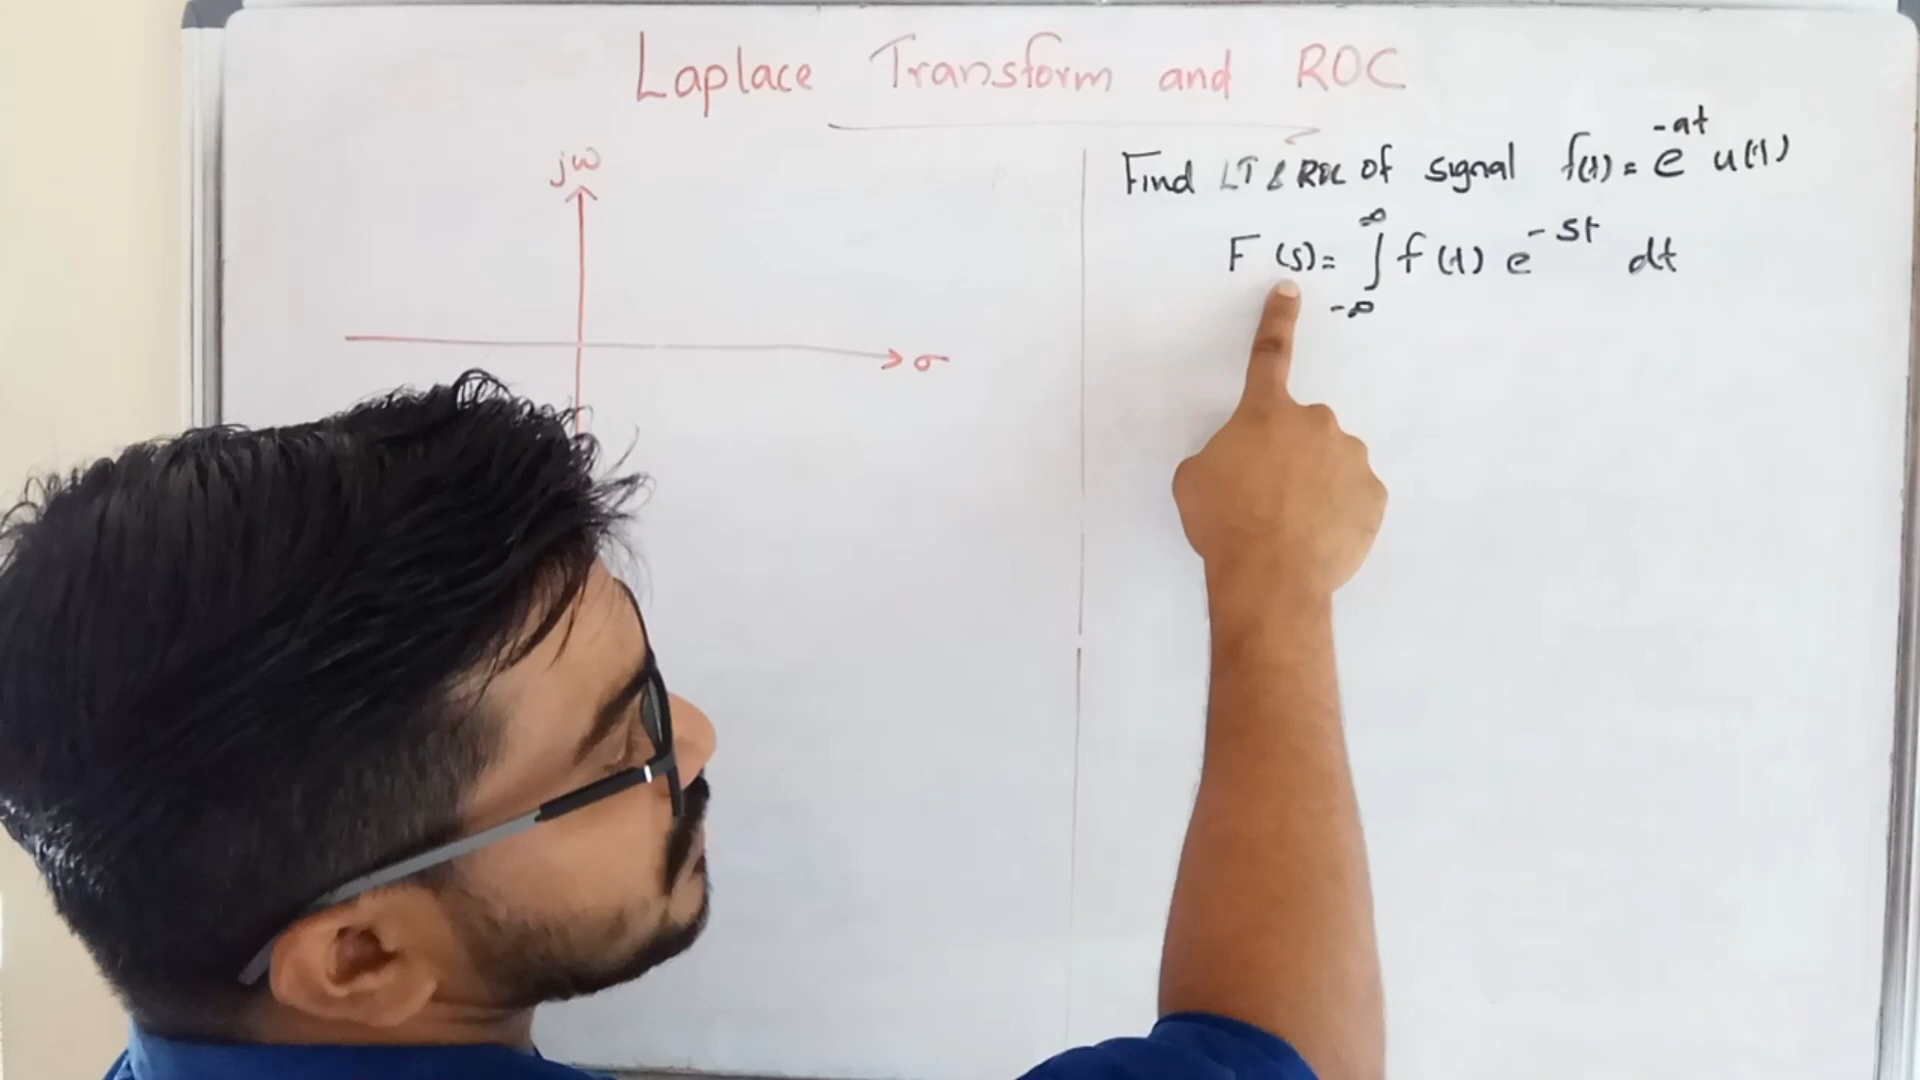 Laplace Transform and ROC
jω
σ
Find LT & ROC of signal f(t) = e^-at u(t)
F(s) = ∫_-∞^∞ f(t) e^-st dt